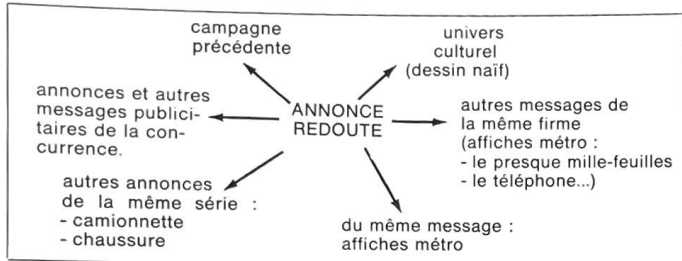 campagne
précédente
univers
culturel
(dessin naïf)
annonces et autres
messages publici-
taires de la con-
currence.
ANNONCE
REDOUTE
autres messages de
la même firme
(affiches métro :
- le presque mille-feuilles
- le téléphone...)
autres annonces
de la même série :
- camionnette
- chaussure
du même message :
affiches métro